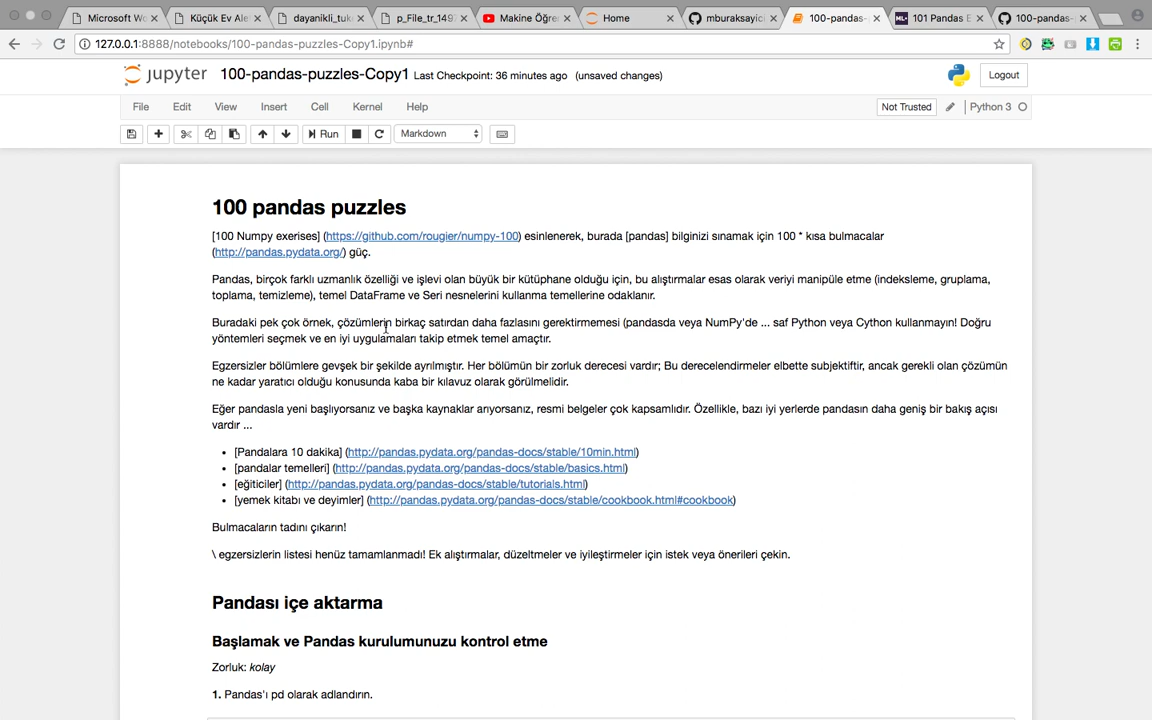 Microsoft Wo
Küçük Ev Ale
dayanikli_tuk
p_File_tr_149
Makine Öğre
Home
mburaksayic
100-pandas-
101 Pandas E
100-pandas-
127.0.0.1:8888/notebooks/100-pandas-puzzles-Copy1.ipynb#
jupyter 100-pandas-puzzles-Copy1 Last Checkpoint: 36 minutes ago (unsaved changes) Logout
File Edit View Insert Cell Kernel Help Not Trusted Python 3
Run Markdown
100 pandas puzzles
[100 Numpy exerises] (https://github.com/rougier/numpy-100) esinlenerek, burada [pandas] bilginizi sınamak için 100 * kısa bulmacalar
(http://pandas.pydata.org/) güç.
Pandas, birçok farklı uzmanlık özelliği ve işlevi olan büyük bir kütüphane olduğu için, bu alıştırmalar esas olarak veriyi manipüle etme (indeksleme, gruplama,
toplama, temizleme), temel DataFrame ve Seri nesnelerini kullanma temellerine odaklanır.
Buradaki pek çok örnek, çözümlerin birkaç satırdan daha fazlasını gerektirmemesi (pandasda veya NumPy'de ... saf Python veya Cython kullanmayın! Doğru
yöntemleri seçmek ve en iyi uygulamaları takip etmek temel amaçtır.
Egzersizler bölümlere gevşek bir şekilde ayrılmıştır. Her bölümün bir zorluk derecesi vardır; Bu derecelendirmeler elbette subjektiftir, ancak gerekli olan çözümün
ne kadar yaratıcı olduğu konusunda kaba bir kılavuz olarak görülmelidir.
Eğer pandasla yeni başlıyorsanız ve başka kaynaklar arıyorsanız, resmi belgeler çok kapsamlıdır. Özellikle, bazı iyi yerlerde pandasın daha geniş bir bakış açısı
vardır ...
[Pandalara 10 dakika] (http://pandas.pydata.org/pandas-docs/stable/10min.html)
[pandalar temelleri] (http://pandas.pydata.org/pandas-docs/stable/basics.html)
[eğiticiler] (http://pandas.pydata.org/pandas-docs/stable/tutorials.html)
[yemek kitabı ve deyimler] (http://pandas.pydata.org/pandas-docs/stable/cookbook.html#cookbook)
Bulmacaların tadını çıkarın!
\ egzersizlerin listesi henüz tamamlanmadı! Ek alıştırmalar, düzeltmeler ve iyileştirmeler için istek veya önerileri çekin.
Pandası içe aktarma
Başlamak ve Pandas kurulumunuzu kontrol etme
Zorluk: kolay
1. Pandas'ı pd olarak adlandırın.